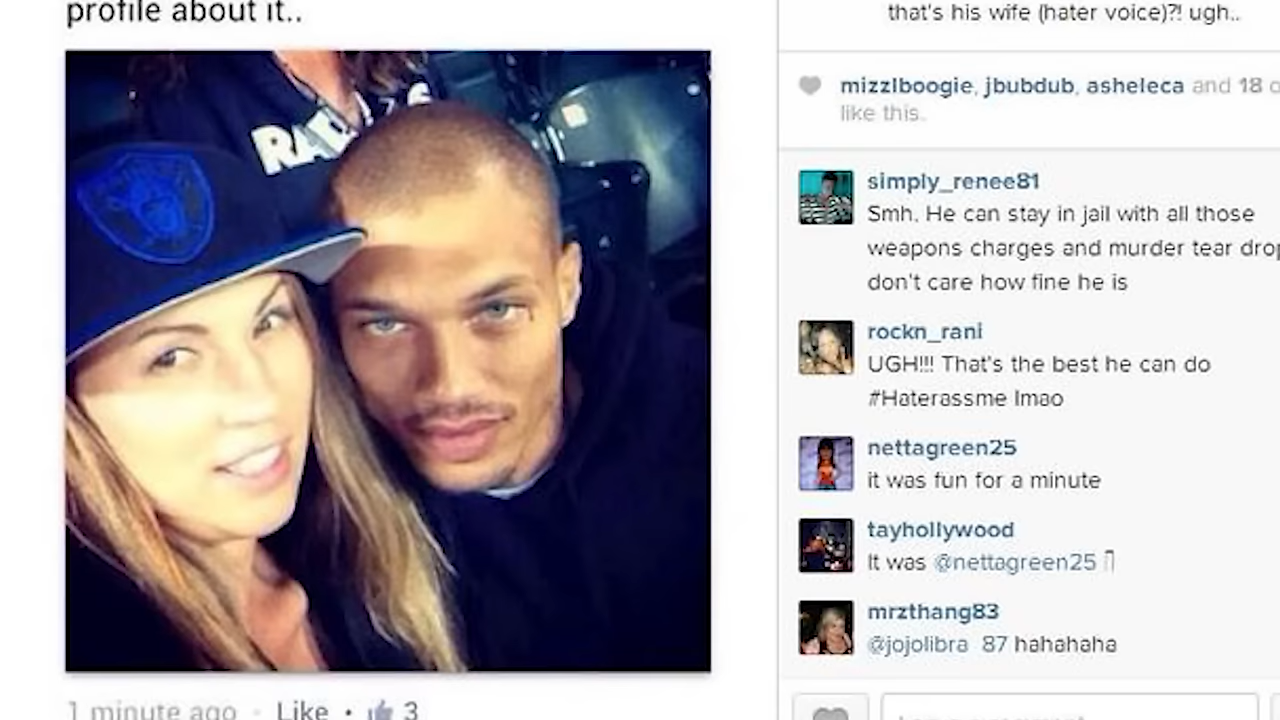 profile about it..
RAI
1 minute ago · Like · 3
that's his wife (hater voice)?! ugh..
mizzlboogie, jbubdub, asheleca and 18 o
like this.
simply_renee81
Smh. He can stay in jail with all those
weapons charges and murder tear drop
don't care how fine he is
rockn_rani
UGH!!! That's the best he can do
#Haterassme lmao
nettagreen25
it was fun for a minute
tayhollywood
It was @nettagreen25
mrzthang83
@jojolibra_87 hahahaha